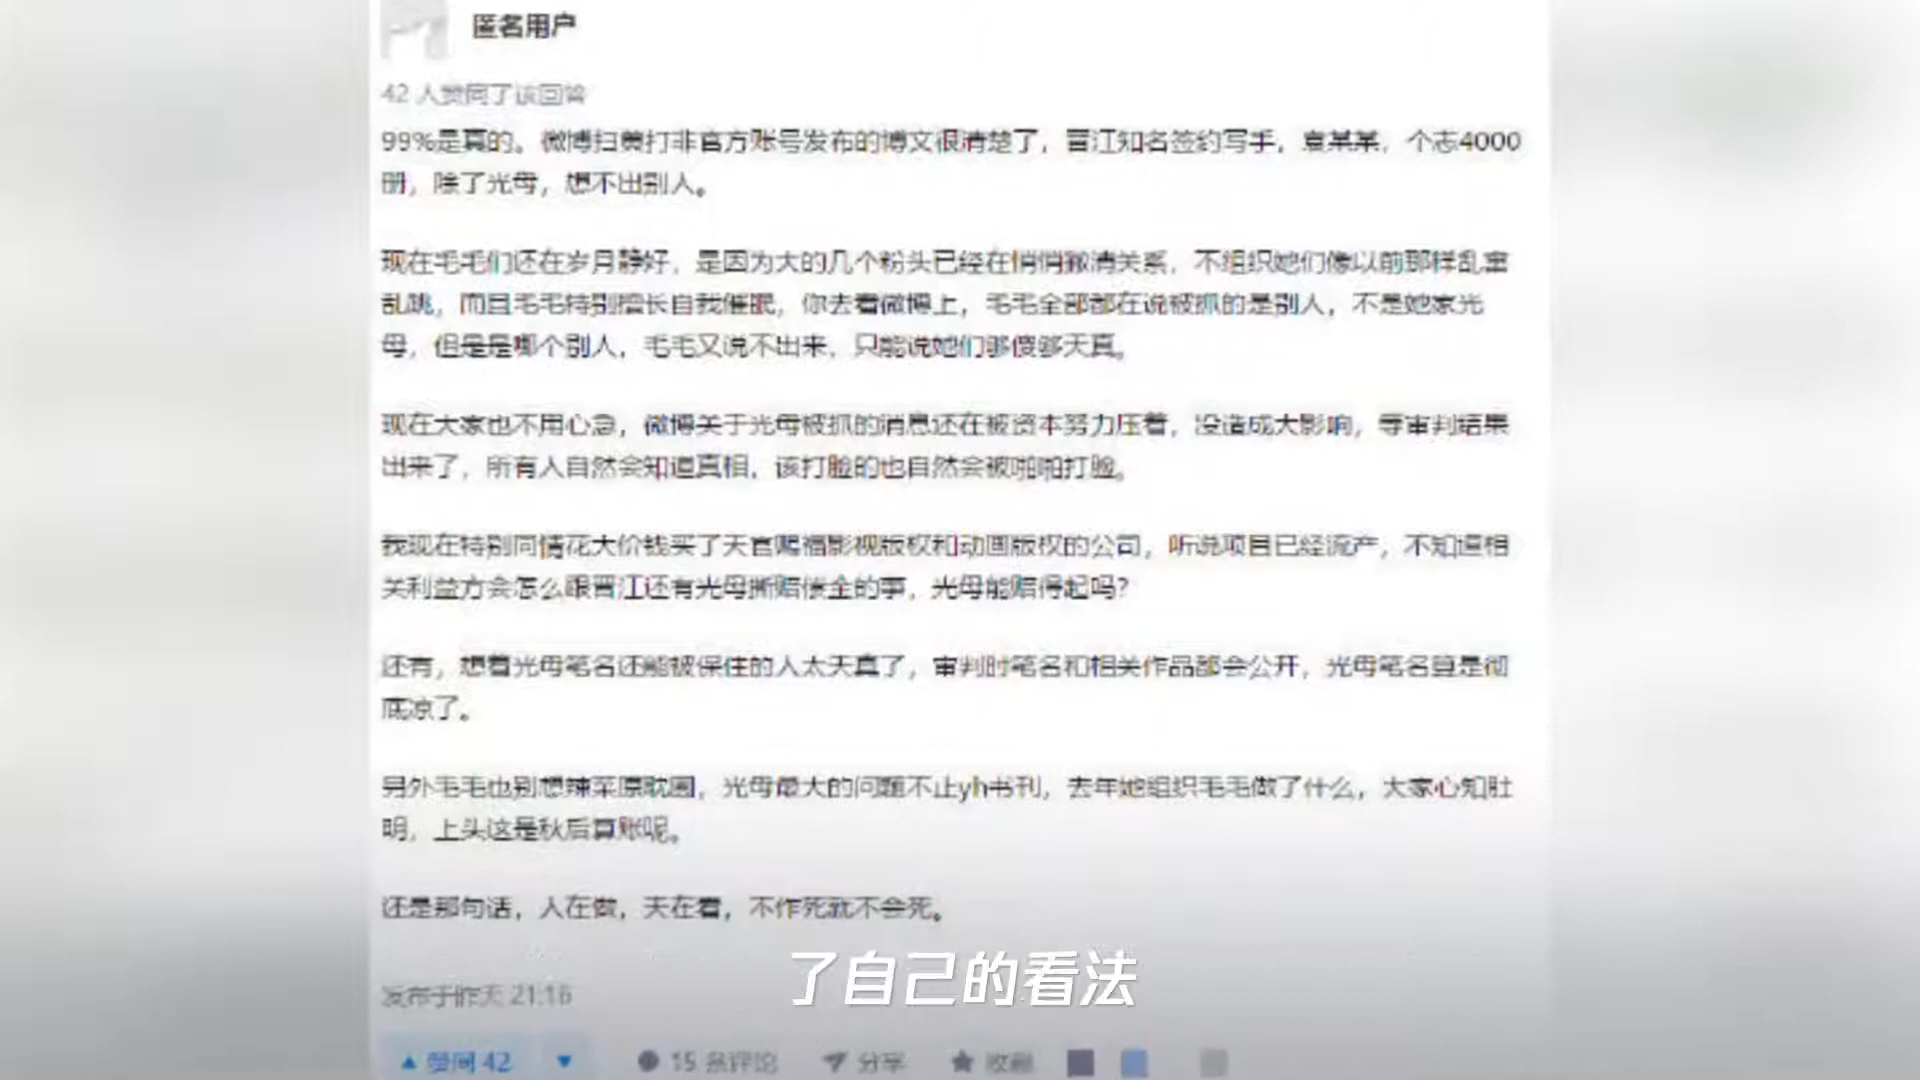 匿名用户
42 人赞同了该回答
99%是真的。微博扫黄打非官方账号发布的博文很清楚了，晋江知名签约写手，袁某某，个志4000
册，除了光母，想不出别人。
现在毛毛们还在岁月静好，是因为大的几个粉头已经在悄悄撇清关系，不组织她们像以前那样乱窜
乱跳，而且毛毛特别擅长自我催眠，你去看微博上，毛毛全部都在说被抓的是别人，不是她家光
母，但是是哪个别人，毛毛又说不出来，只能说她们够傻够天真。
现在大家也不用心急，微博关于光母被抓的消息还在被资本努力压着，没造成大影响，等审判结果
出来了，所有人自然会知道真相，该打脸的也自然会被啪啪打脸。
我现在特别同情花大价钱买了天官赐福影视版权和动画版权的公司，听说项目已经流产，不知道相
关利益方会怎么跟晋江还有光母撕赔偿金的事，光母能赔得起吗？
还有，想着光母笔名还能被保住的人太天真了，审判时笔名和相关作品都会公开，光母笔名算是彻
底凉了。
另外毛毛也别想辣菜原耽圈，光母最大的问题不止yh书刊，去年她组织毛毛做了什么，大家心知肚
明，上头这是秋后算账呢。
还是那句话，人在做，天在看，不作死就不会死。
了自己的看法
发布于昨天 21:16
赞同 42
15 条评论
分享
收藏